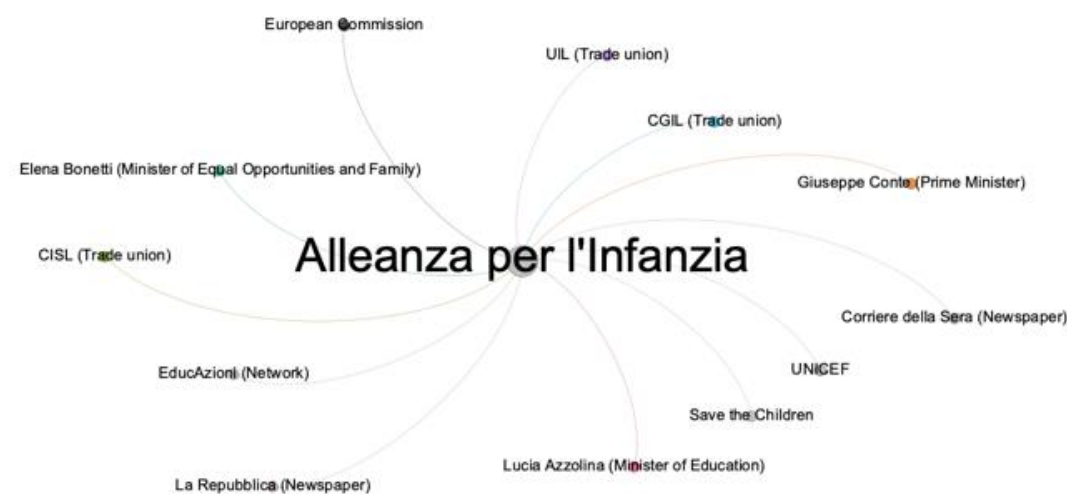 European Commission
UIL (Trade union)
CGIL (Trade union)
Elena Bonetti (Minister of Equal Opportunities and Family)
Giuseppe Conte (Prime Minister)
CISL (Trade union)
Alleanza per l'Infanzia
Corriere della Sera (Newspaper)
UNICEF
EducAzioni (Network)
Save the Children
Lucia Azzolina (Minister of Education)
La Repubblica (Newspaper)